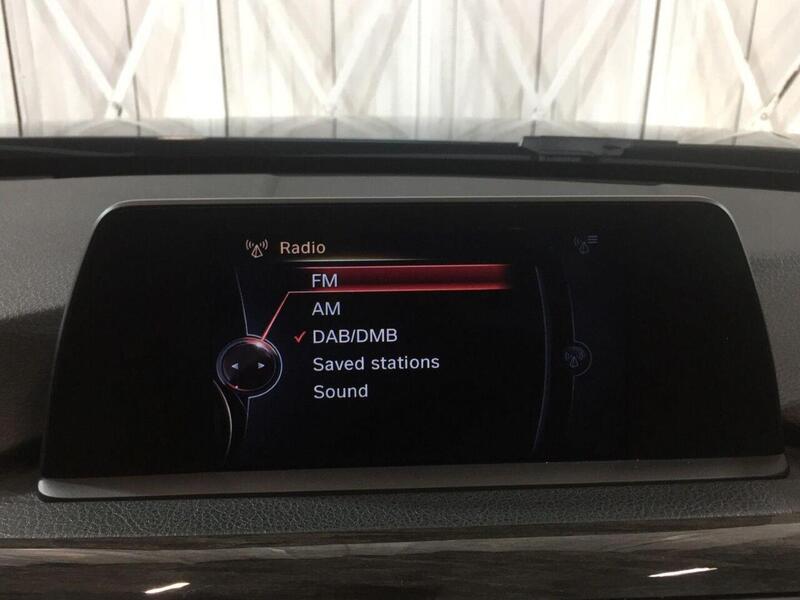 Radio
FM
AM
DAB/DMB
Saved stations
Sound